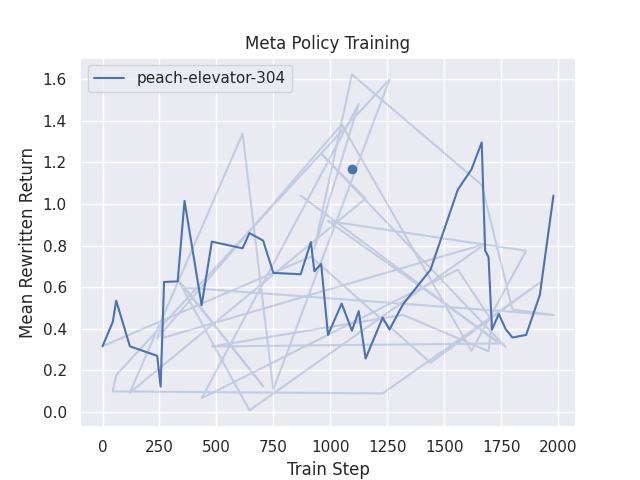 Meta Policy Training
peach-elevator-304
Mean Rewritten Return
1.6
1.4
1.2
1.0
0.8
0.6
0.4
0.2
0.0
0 250 500 750 1000 1250 1500 1750 2000
Train Step